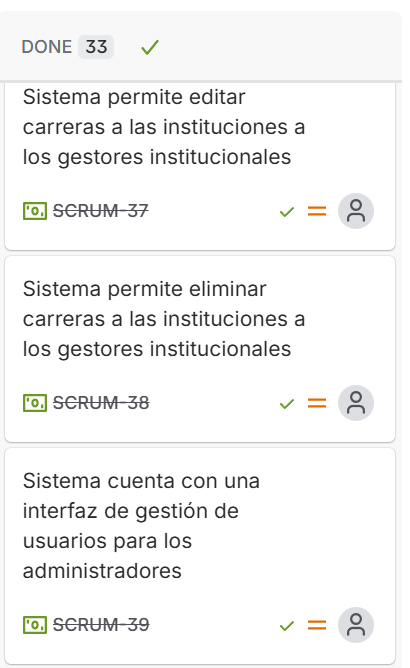 DONE 33
Sistema permite editar
carreras a las instituciones a
los gestores institucionales
SCRUM-37
Sistema permite eliminar
carreras a las instituciones a
los gestores institucionales
SCRUM-38
Sistema cuenta con una
interfaz de gestión de
usuarios para los
administradores
SCRUM-39